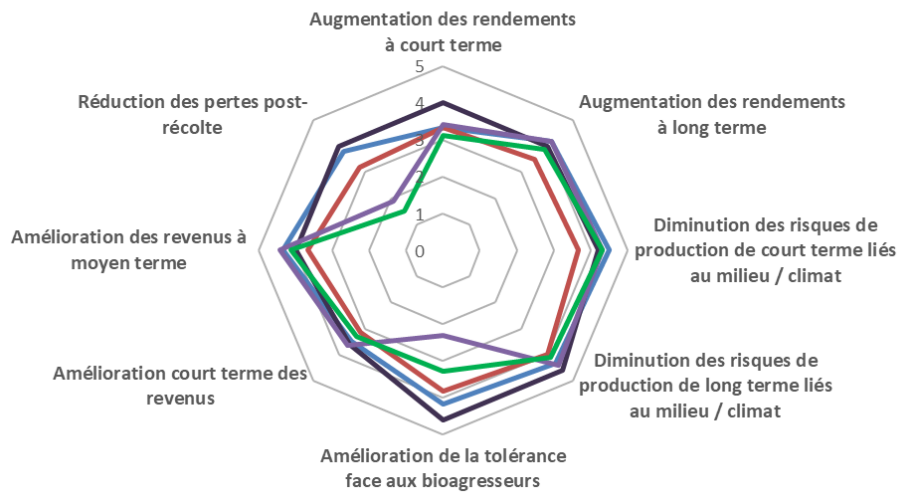 Augmentation des rendements
à court terme
5
4
3
2
1
0
Augmentation des rendements
à long terme
Diminution des risques de
production de court terme liés
au milieu / climat
Diminution des risques de
production de long terme liés
au milieu / climat
Amélioration de la tolérance
face aux bioagresseurs
Amélioration court terme des
revenus
Amélioration des revenus à
moyen terme
Réduction des pertes post-
récolte